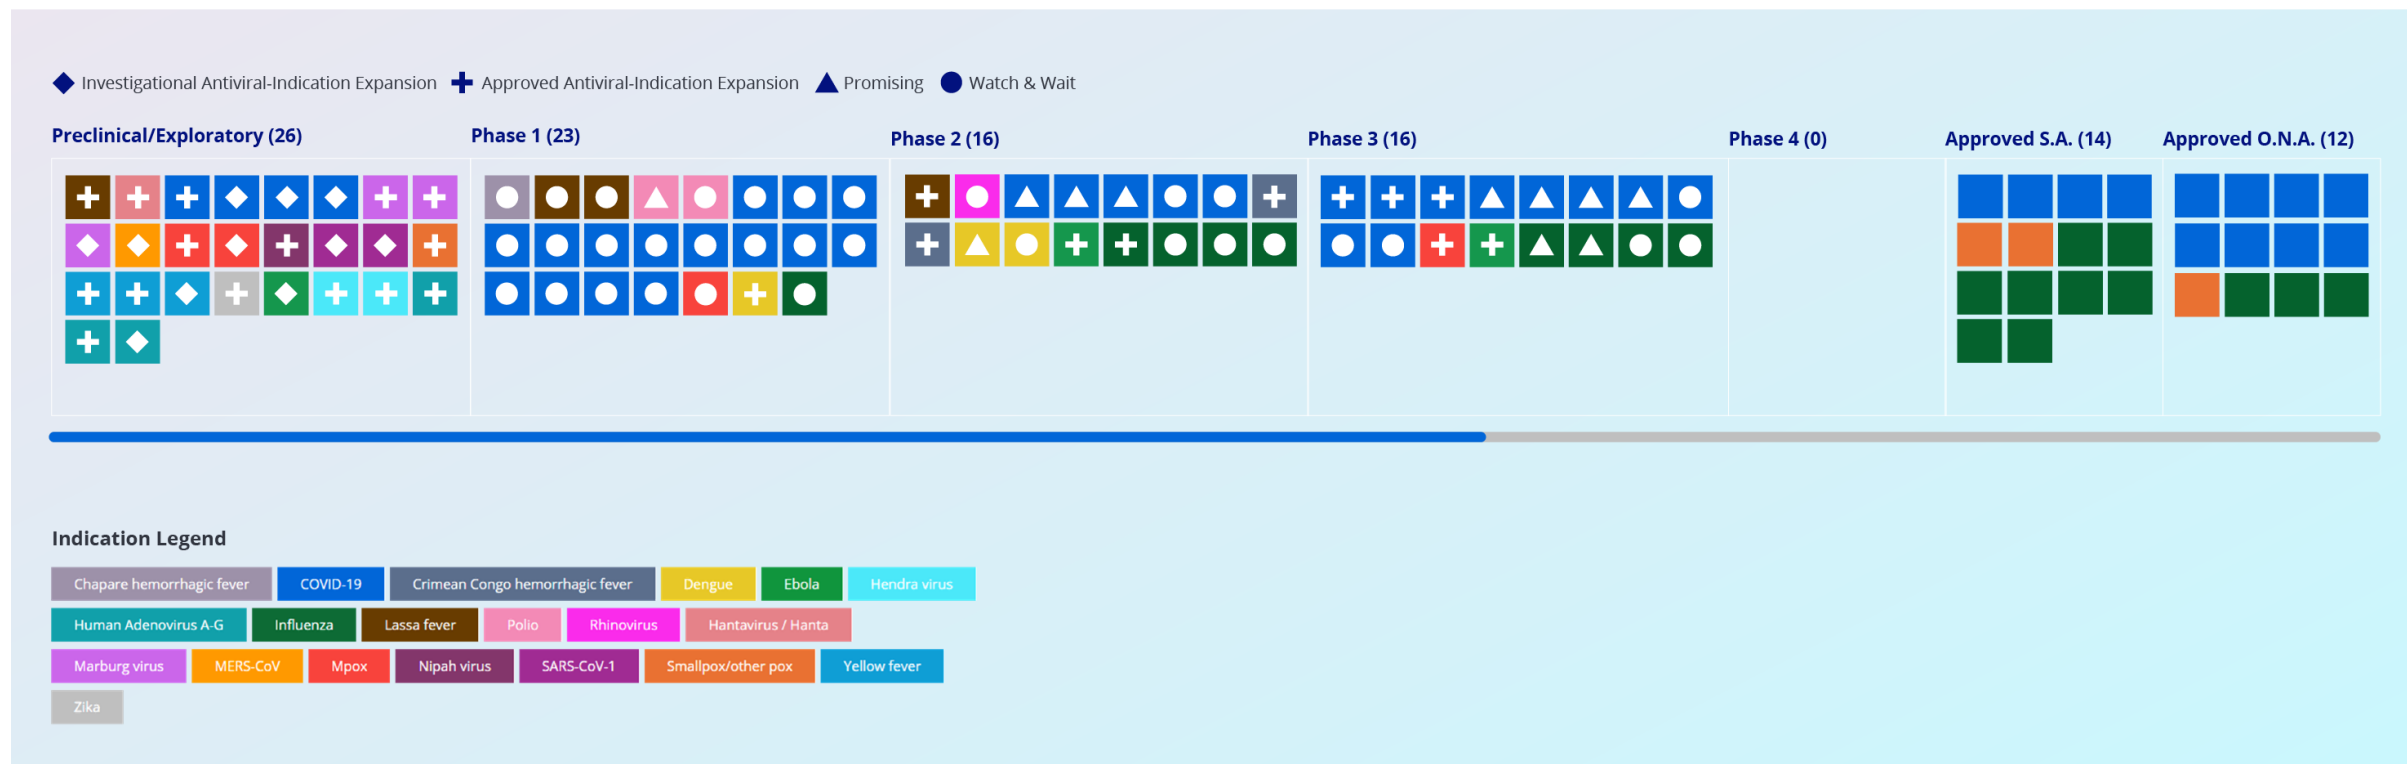 Investigational Antiviral-Indication Expansion Approved Antiviral-Indication Expansion Promising Watch & Wait
Preclinical/Exploratory (26) Phase 1 (23) Phase 2 (16) Phase 3 (16) Phase 4 (0) Approved S.A. (14) Approved O.N.A. (12)
Indication Legend
Chapare hemorrhagic fever COVID-19 Crimean Congo hemorrhagic fever Dengue Ebola Hendra virus
Human Adenovirus A-G Influenza Lassa fever Polio Rhinovirus Hantavirus / Hanta
Marburg virus MERS-CoV Mpox Nipah virus SARS-CoV-1 Smallpox/other pox Yellow fever
Zika